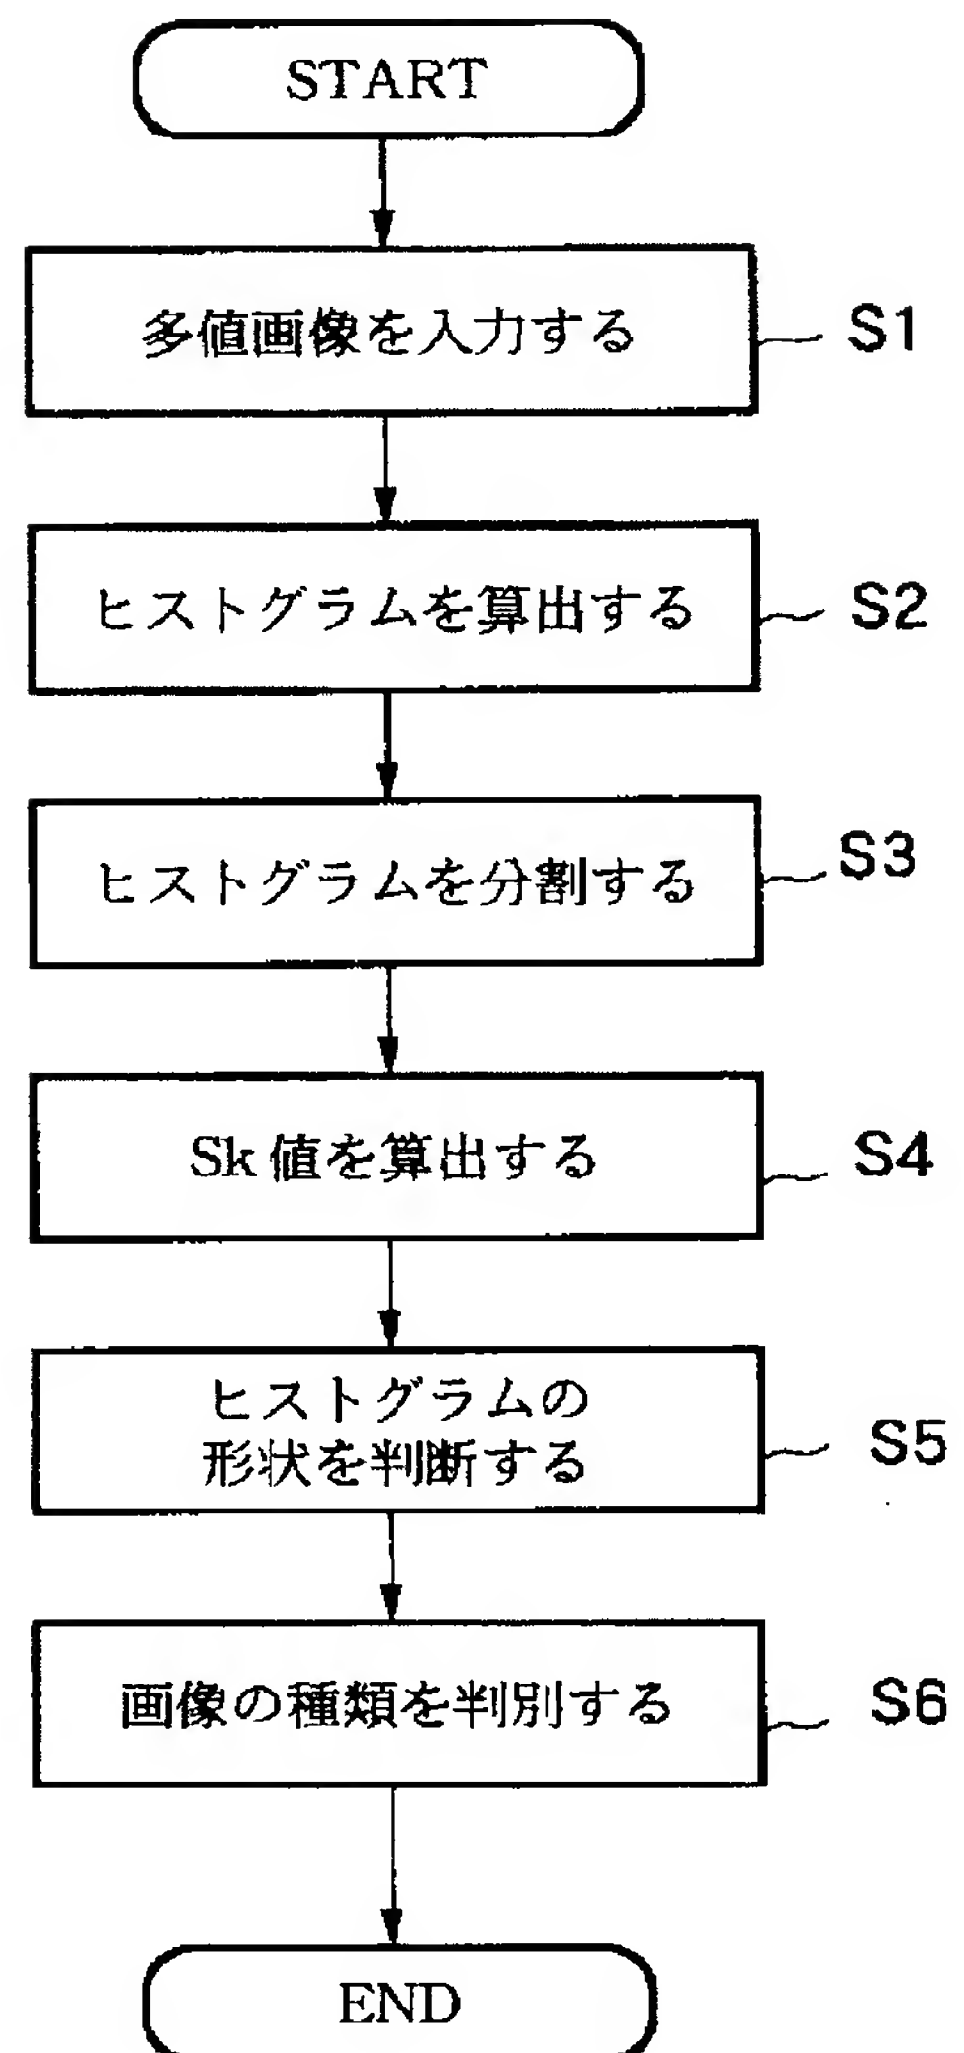 START
多値画像を入力する
S1
ヒストグラムを算出する
S2
ヒストグラムを分割する
S3
Sk 値を算出する
S4
ヒストグラムの
形状を判断する
S5
画像の種類を判別する
S6
END